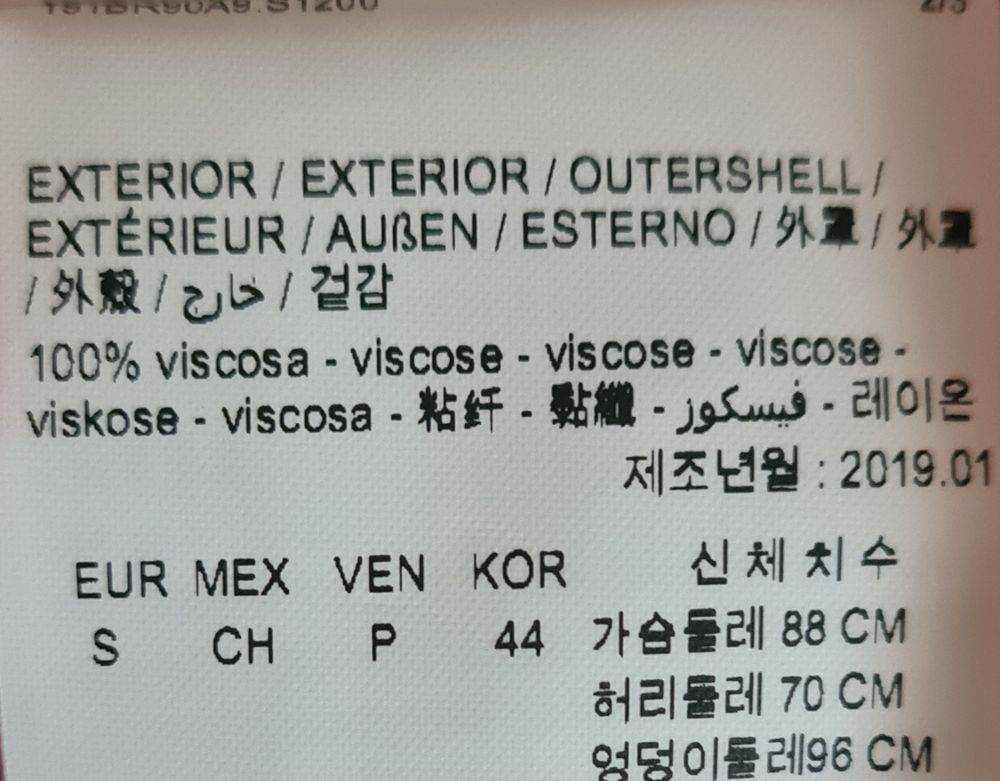 EXTERIOR / EXTERIOR / OUTERSHELL /
EXTÉRIEUR / AUßEN / ESTERNO / 外罩 / 外罩
/ 外殼 / خارج / 겉감
100% viscosa - viscose - viscose - viscose -
viskose - viscosa - 粘纤 - 黏纖 - فيسكوز - 레이온
제조년월 : 2019.01
EUR MEX VEN KOR 신체치수
S CH P 44 가슴둘레 88 CM
허리둘레 70 CM
엉덩이둘레96 CM